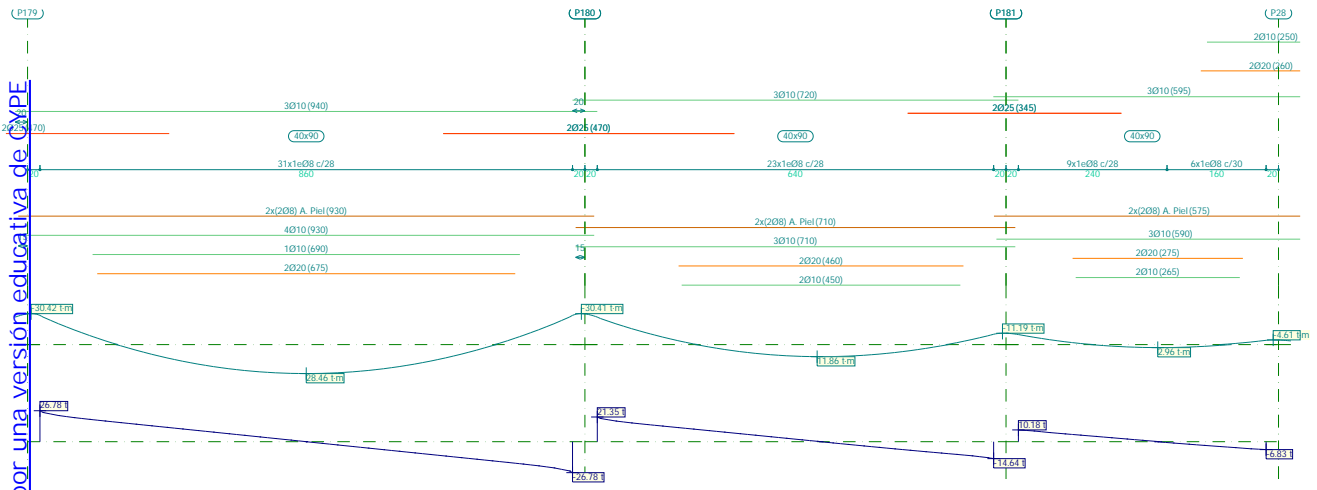 P179
P180
P181
P28
2Ø10(250)
2Ø20(260)
3Ø10(595)
3Ø10(720)
3Ø10(940)
20
20
2Ø25(345)
2Ø25(470)
2Ø25(470)
40x90
40x90
40x90
31x1eØ8 c/28
23x1eØ8 c/28
9x1eØ8 c/28
6x1eØ8 c/30
20
860
20
20
640
20
20
240
160
20
2x(2Ø8) A. Piel(930)
2x(2Ø8) A. Piel(575)
2x(2Ø8) A. Piel(710)
4Ø10(930)
3Ø10(590)
3Ø10(710)
15
1Ø10(690)
2Ø20(275)
2Ø20(460)
2Ø20(675)
2Ø10(265)
2Ø10(450)
-30.42 t·m
-30.41 t·m
-11.19 t·m
-4.61 t·m
28.46 t·m
11.86 t·m
2.96 t·m
26.78 t
21.35 t
10.18 t
-26.78 t
-14.64 t
-6.83 t
por una versión educativa de CYPE